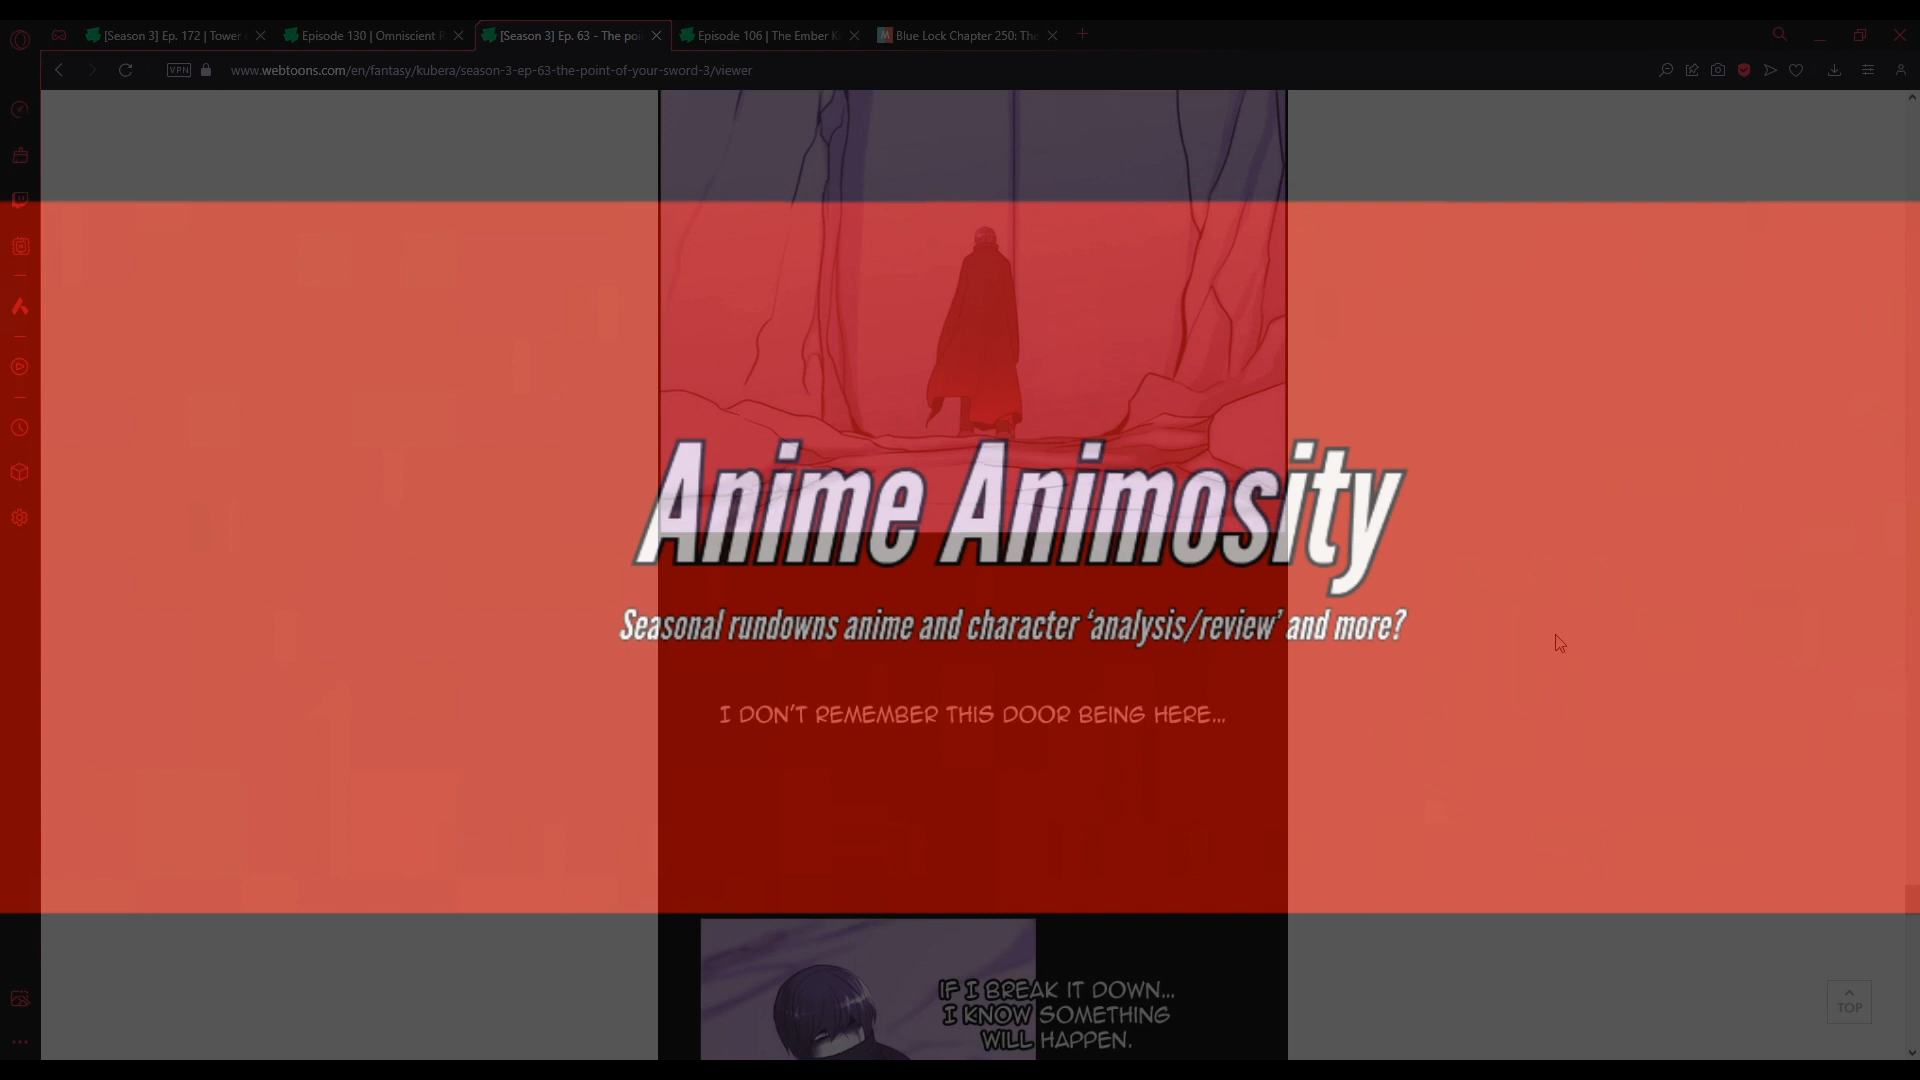 [Season 3] Ep. 172 | Tower
Episode 130 | Omniscient R
[Season 3] Ep. 63 - The poi
Episode 106 | The Ember K
Blue Lock Chapter 250: The
VPN
www.webtoons.com/en/fantasy/kubera/season-3-ep-63-the-point-of-your-sword-3/viewer
Anime Animosity
Seasonal rundowns anime and character ‘analysis/review’ and more?
I DON'T REMEMBER THIS DOOR BEING HERE...
IF I BREAK IT DOWN...
I KNOW SOMETHING
WILL HAPPEN.
TOP